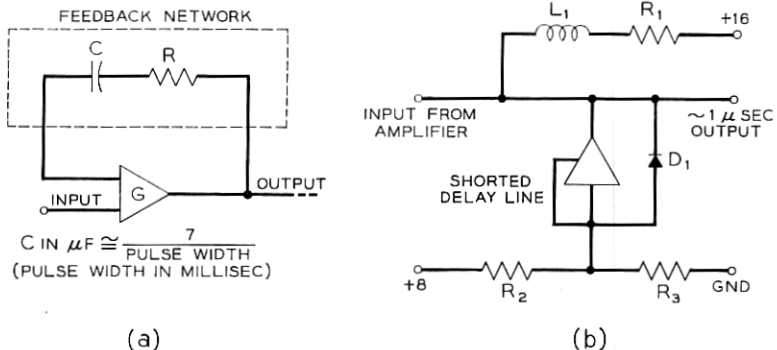 FEEDBACK NETWORK
C
R
INPUT
G
OUTPUT
C IN μF ≅ 7 / PULSE WIDTH
(PULSE WIDTH IN MILLISEC)
(a)
L₁
R₁
+16
INPUT FROM
AMPLIFIER
~1 μ SEC
OUTPUT
SHORTED
DELAY LINE
D₁
+8
R₂
R₃
GND
(b)